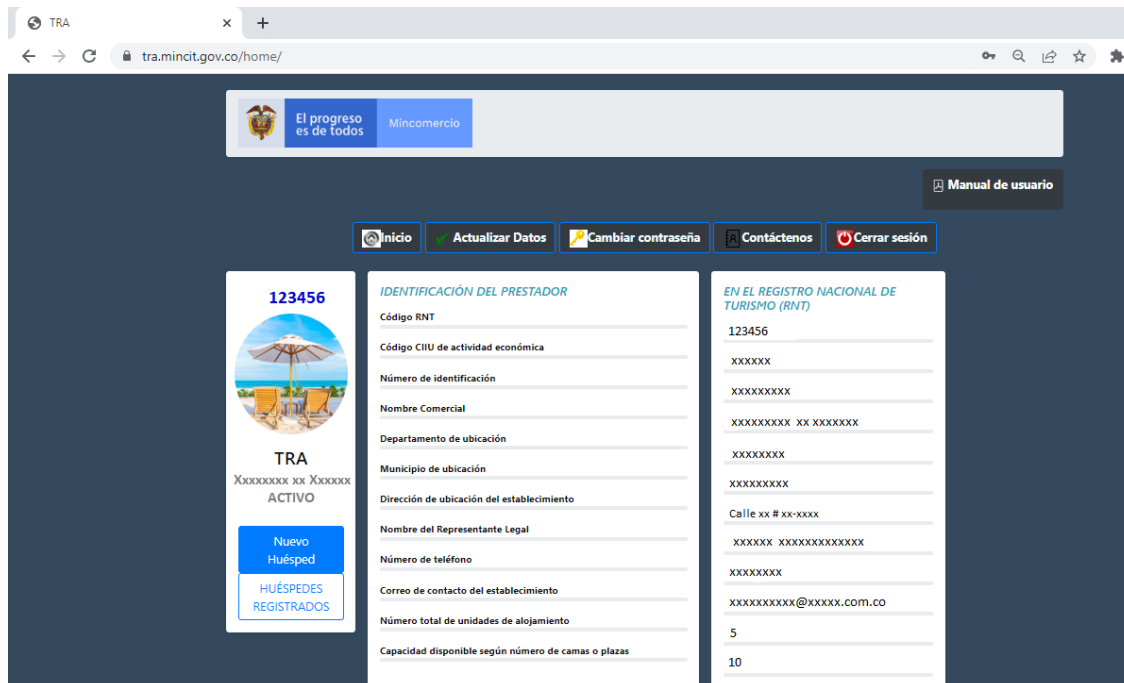 TRA
tra.mincit.gov.co/home/
El progreso
es de todos
Mincomercio
Manual de usuario
Inicio
Actualizar Datos
Cambiar contraseña
Contáctenos
Cerrar sesión
123456
TRA
Xxxxxxxx xx Xxxxxx
ACTIVO
Nuevo
Huésped
HUÉSPEDES
REGISTRADOS
IDENTIFICACIÓN DEL PRESTADOR
Código RNT
Código CIIU de actividad económica
Número de identificación
Nombre Comercial
Departamento de ubicación
Municipio de ubicación
Dirección de ubicación del establecimiento
Nombre del Representante Legal
Número de teléfono
Correo de contacto del establecimiento
Número total de unidades de alojamiento
Capacidad disponible según número de camas o plazas
EN EL REGISTRO NACIONAL DE
TURISMO (RNT)
123456
xxxxxx
xxxxxxxxx
xxxxxxxxx xx xxxxxxx
xxxxxxxx
xxxxxxxxx
Calle xx # xx-xxxx
xxxxxx xxxxxxxxxxxxx
xxxxxxxx
xxxxxxxxxx@xxxxx.com.co
5
10